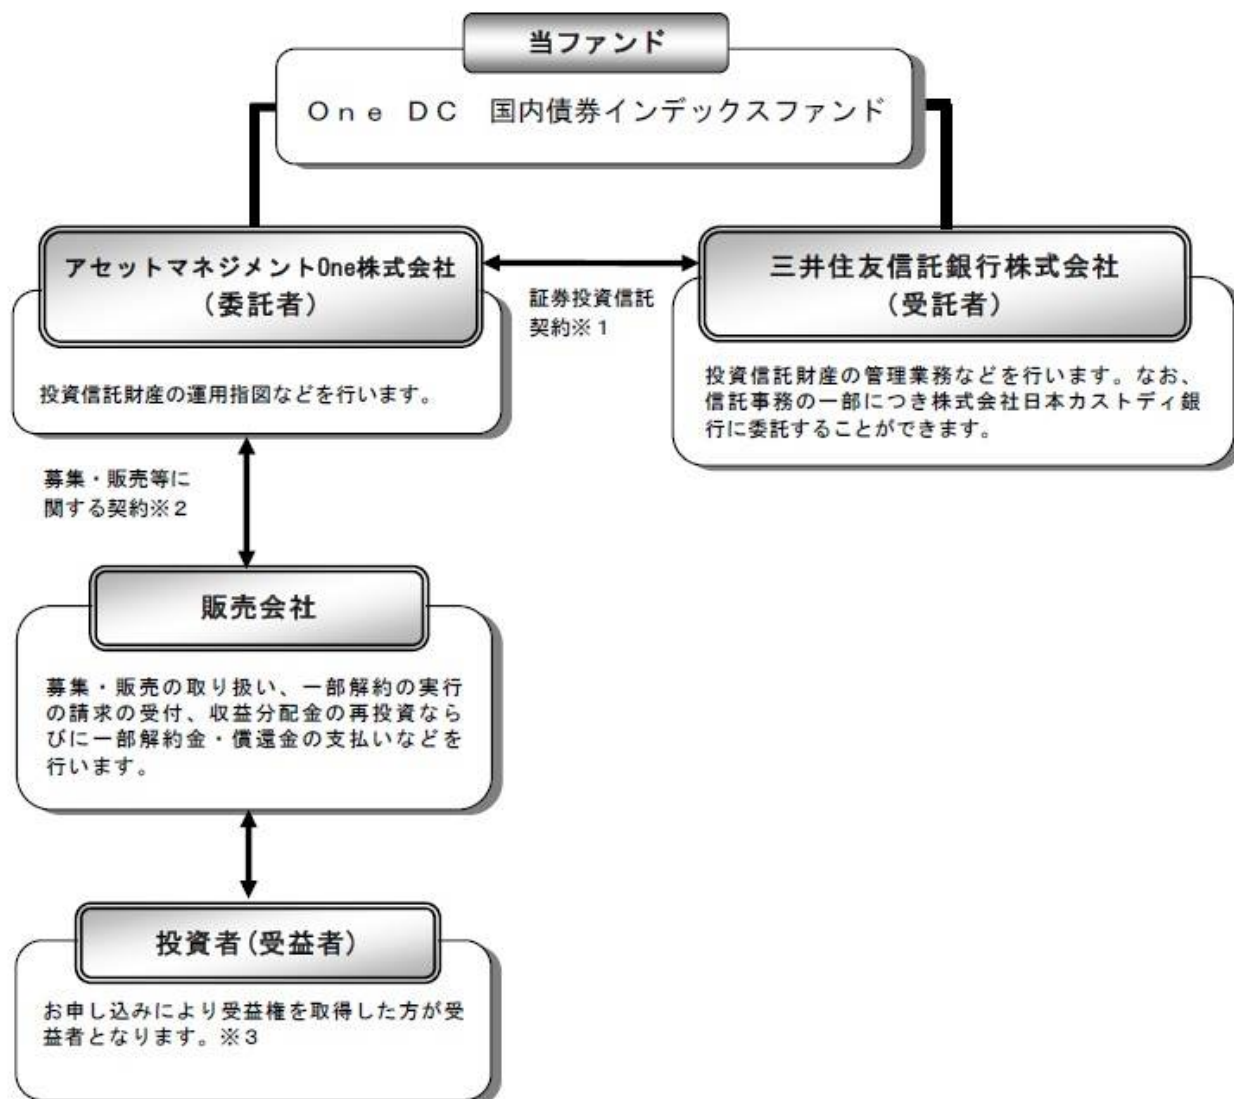 当ファンド
One DC 国内債券インデックスファンド
アセットマネジメントOne株式会社
(委託者)
投資信託財産の運用指図などを行います。
証券投資信託
契約※1
三井住友信託銀行株式会社
(受託者)
投資信託財産の管理業務などを行います。なお、
信託事務の一部につき株式会社日本カストディ銀
行に委託することができます。
募集・販売等に
関する契約※2
販売会社
募集・販売の取り扱い、一部解約の実行
の請求の受付、収益分配金の再投資なら
びに一部解約金・償還金の支払いなどを
行います。
投資者(受益者)
お申し込みにより受益権を取得した方が受
益者となります。※3